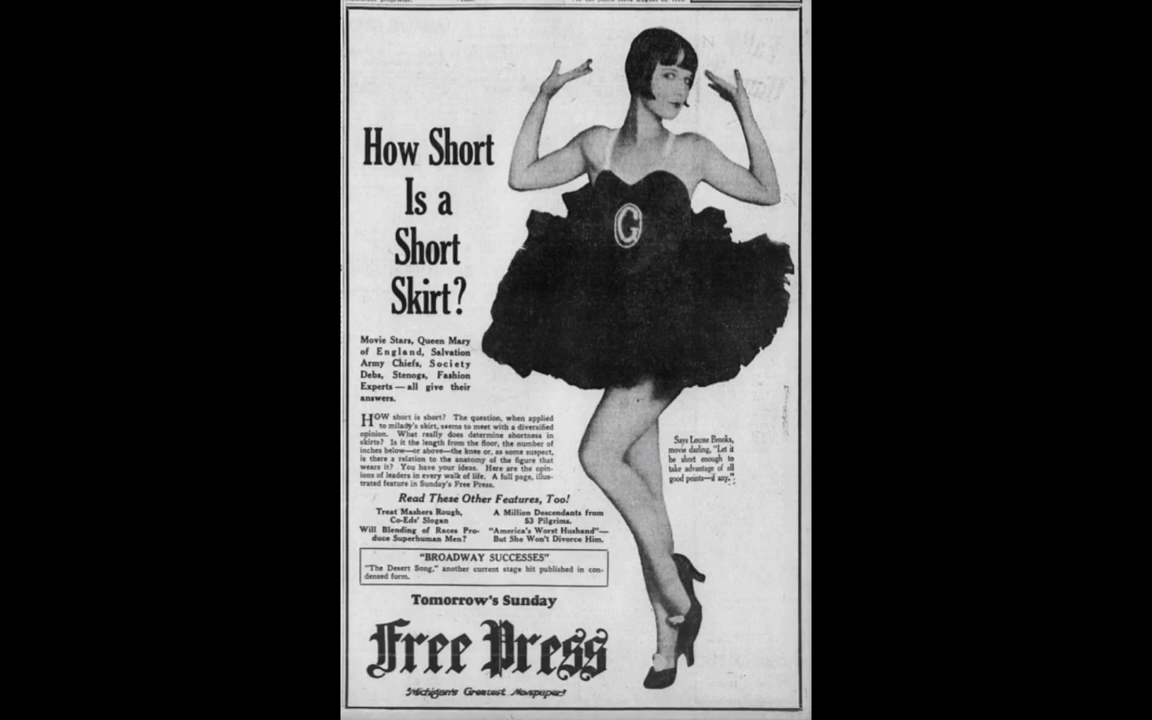 How Short
Is a
Short
Skirt?
G
Movie Stars, Queen Mary
of England, Salvation
Army Chiefs, Society
Debs, Stenogs, Fashion
Experts—all give their
answers.
HOW short is short? The question, when applied
to milady's skirt, seems to meet with a diversified
opinion. What really does determine shortness in
skirts? Is it the length from the floor, the number of
inches below—or above—the knee or, as some suspect,
is there a relation to the anatomy of the figure that
wears it? You have your ideas. Here are the opin-
ions of leaders in every walk of life. A full page, illus-
trated feature in Sunday's Free Press.
Says Louise Brooks,
movie darling, "Let it
be short enough to
take advantage of all
good points—if any."
Read These Other Features, Too!
Treat Mashers Rough,
Co-Eds' Slogan
Will Blending of Races Pro-
duce Superhuman Men?
A Million Descendants from
53 Pilgrims.
"America's Worst Husband"—
But She Won't Divorce Him.
"BROADWAY SUCCESSES"
"The Desert Song," another current stage hit published in con-
densed form.
Tomorrow's Sunday
Free Press
"Michigan's Greatest Newspaper"